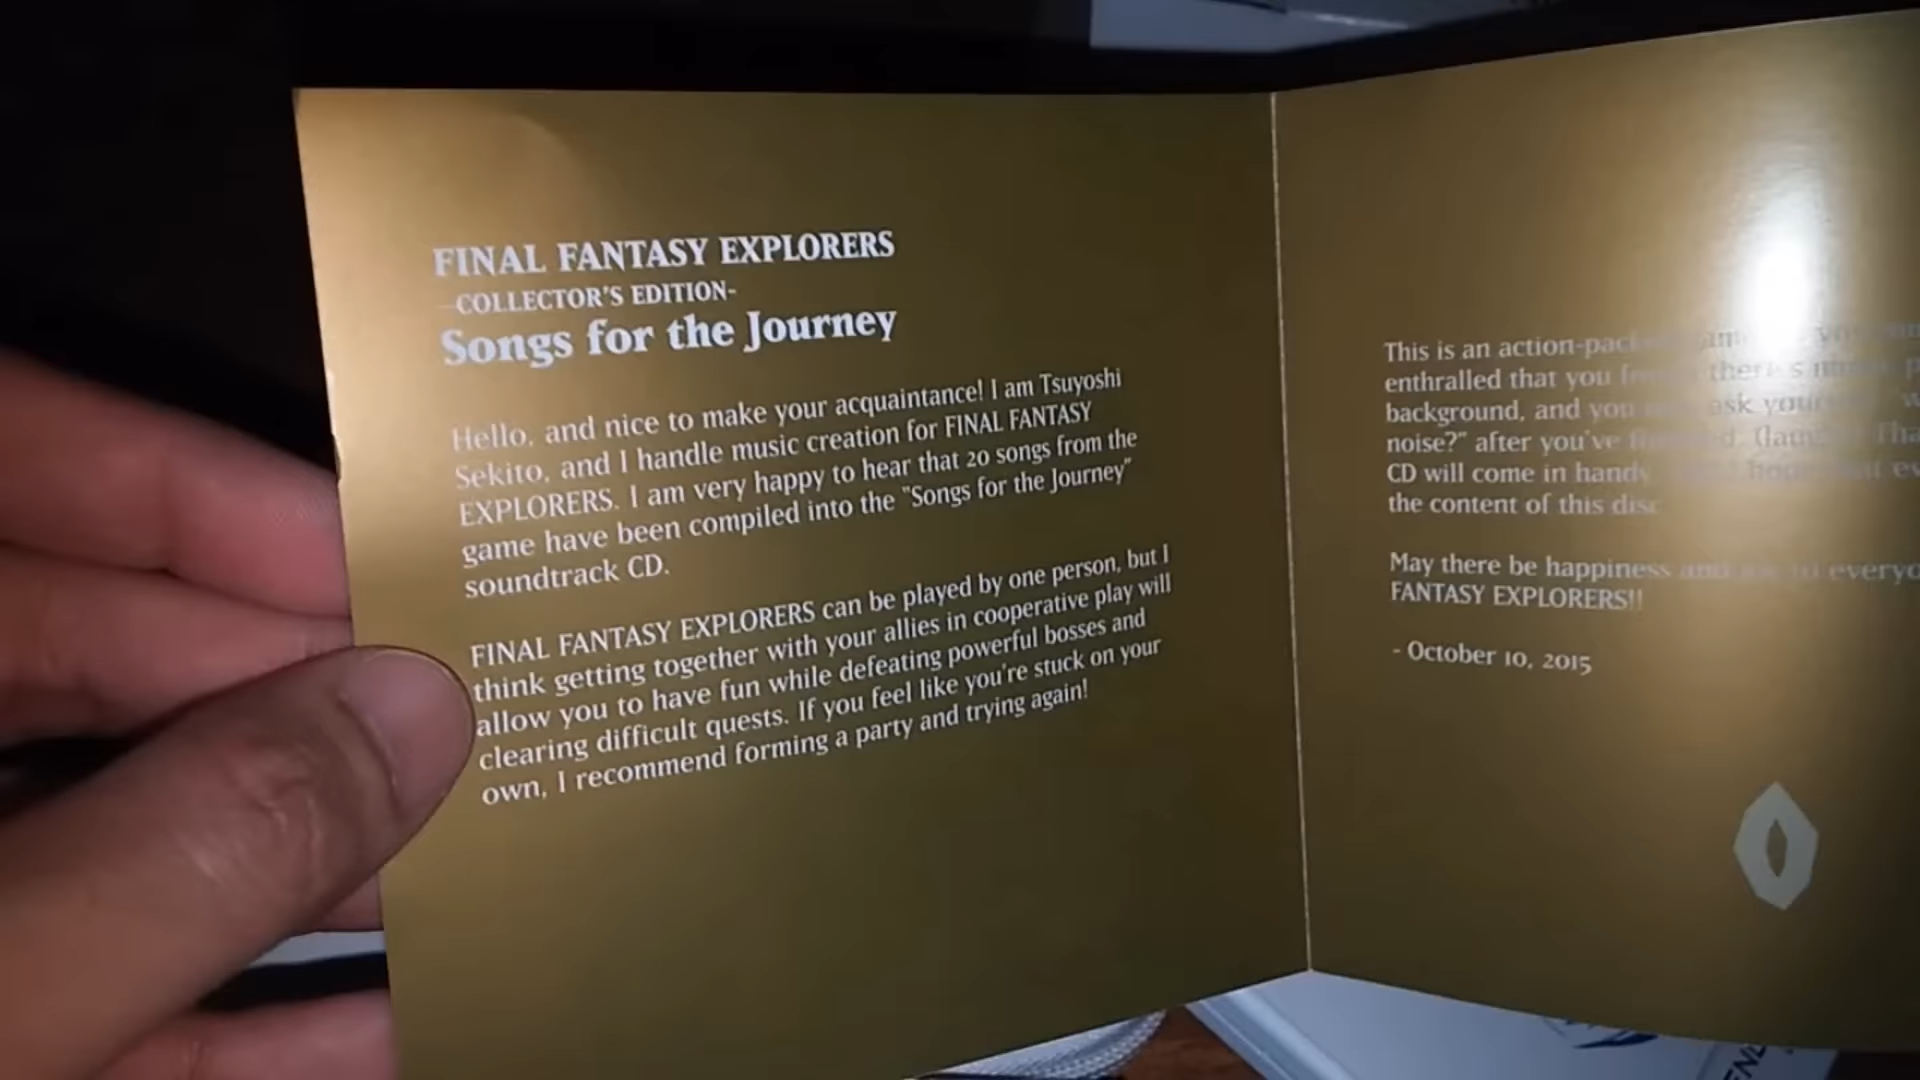 FINAL FANTASY EXPLORERS
-COLLECTOR'S EDITION-
Songs for the Journey
Hello, and nice to make your acquaintance! I am Tsuyoshi
Sekito, and I handle music creation for FINAL FANTASY
EXPLORERS. I am very happy to hear that 20 songs from the
game have been compiled into the "Songs for the Journey"
soundtrack CD.
FINAL FANTASY EXPLORERS can be played by one person, but I
think getting together with your allies in cooperative play will
allow you to have fun while defeating powerful bosses and
clearing difficult quests. If you feel like you're stuck on your
own, I recommend forming a party and trying again!
This is an action-packed
enthralled that you there's
background, and you ask
noise?" after you've
CD will come in handy
the content of this disc
May there be happiness and to
FANTASY EXPLORERS!!
- October 10, 2015